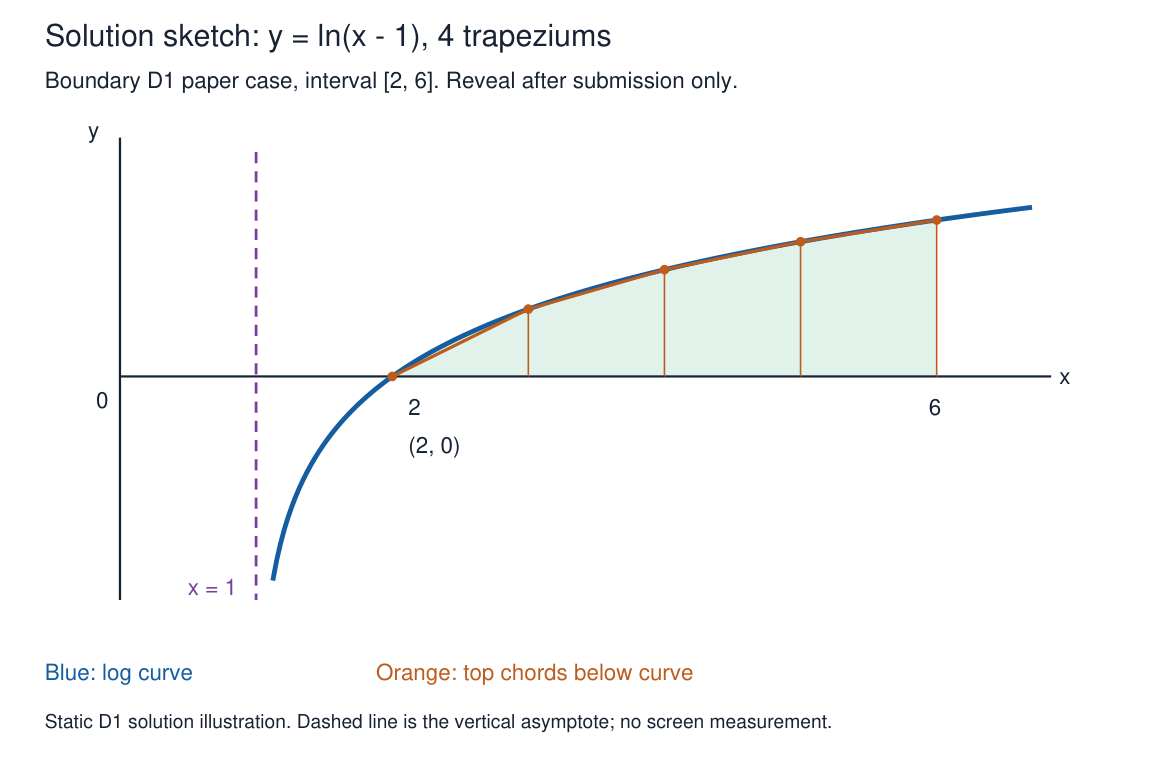 Solution sketch: y = ln(x - 1), 4 trapeziums
Boundary D1 paper case, interval [2, 6]. Reveal after submission only.
y
x
0
2
6
(2, 0)
x = 1
Blue: log curve
Orange: top chords below curve
Static D1 solution illustration. Dashed line is the vertical asymptote; no screen measurement.